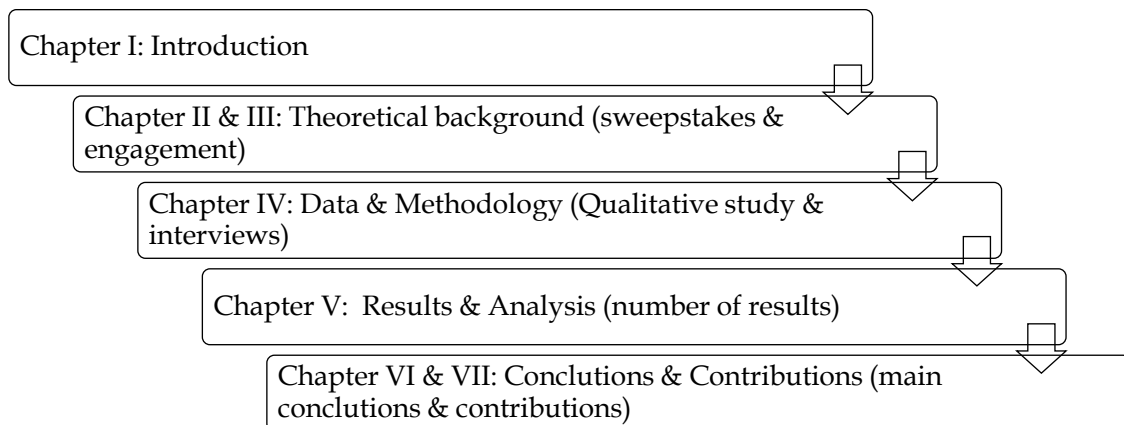 Chapter I: Introduction
Chapter II & III: Theoretical background (sweepstakes &
engagement)
Chapter IV: Data & Methodology (Qualitative study &
interviews)
Chapter V:  Results & Analysis (number of results)
Chapter VI & VII: Conclutions & Contributions (main
conclutions & contributions)